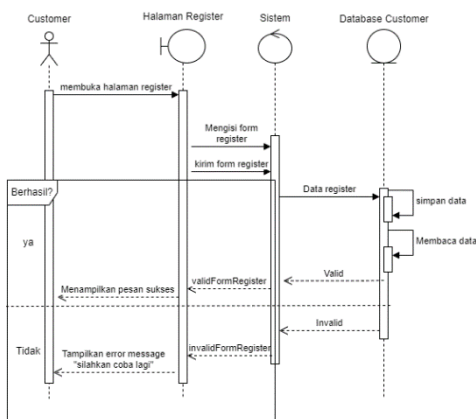 Customer
Halaman Register
Sistem
Database Customer
membuka halaman register
Mengisi form
register
kirim form register
Berhasil?
Data register
simpan data
ya
Membaca data
Valid
validFormRegister
Menampilkan pesan sukses
Invalid
Tidak
invalidFormRegister
Tampilkan error message
"silahkan coba lagi"